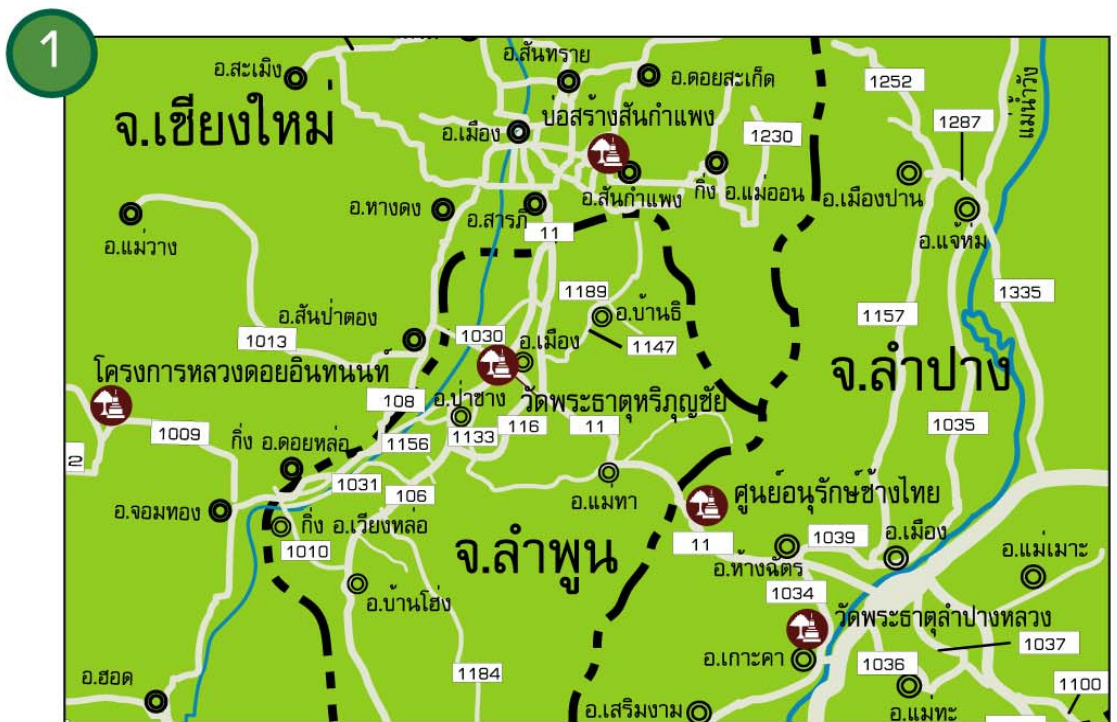 1
อ.สันทราย
อ.สะเมิง
อ.ดอยสะเก็ด
1252
แม่น้ำวัง
จ.เชียงใหม่
บ่อสร้างสันกำแพง
อ.เมือง
1230
1287
อ.หางดง
อ.สารภี
อ.สันกำแพง
กิ่ง อ.แม่ออน
อ.เมืองปาน
11
อ.แม่วาง
อ.แจ้ห่ม
1189
1335
อ.สันป่าตอง
อ.บ้านธิ
1157
1013
1030
อ.เมือง
1147
โครงการหลวงดอยอินทนนท์
จ.ลำปาง
108
อ.ป่าซาง
วัดพระธาตุหริภุญชัย
1009
กิ่ง อ.ดอยหล่อ
1156
1133
116
11
1035
2
1031
106
อ.แม่ทา
ศูนย์อนุรักษ์ช้างไทย
อ.จอมทอง
กิ่ง อ.เวียงหล่อ
1010
จ.ลำพูน
11
1039
อ.เมือง
อ.แม่เมาะ
อ.ห้างฉัตร
อ.บ้านโฮ่ง
1034
วัดพระธาตุลำปางหลวง
1037
อ.ฮอด
1184
อ.เกาะคา
1036
1100
อ.เสริมงาม
อ.แม่ทะ